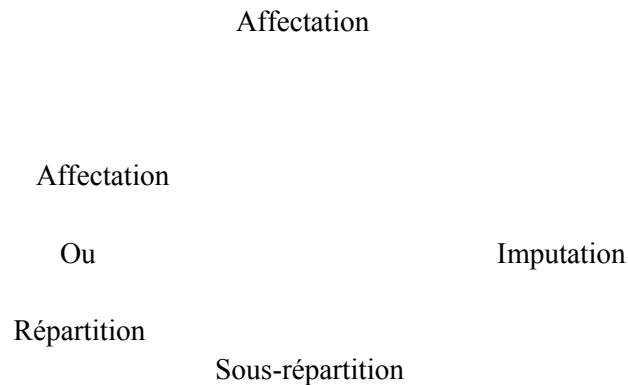 Affectation
Affectation
Ou
Imputation
Répartition
Sous-répartition